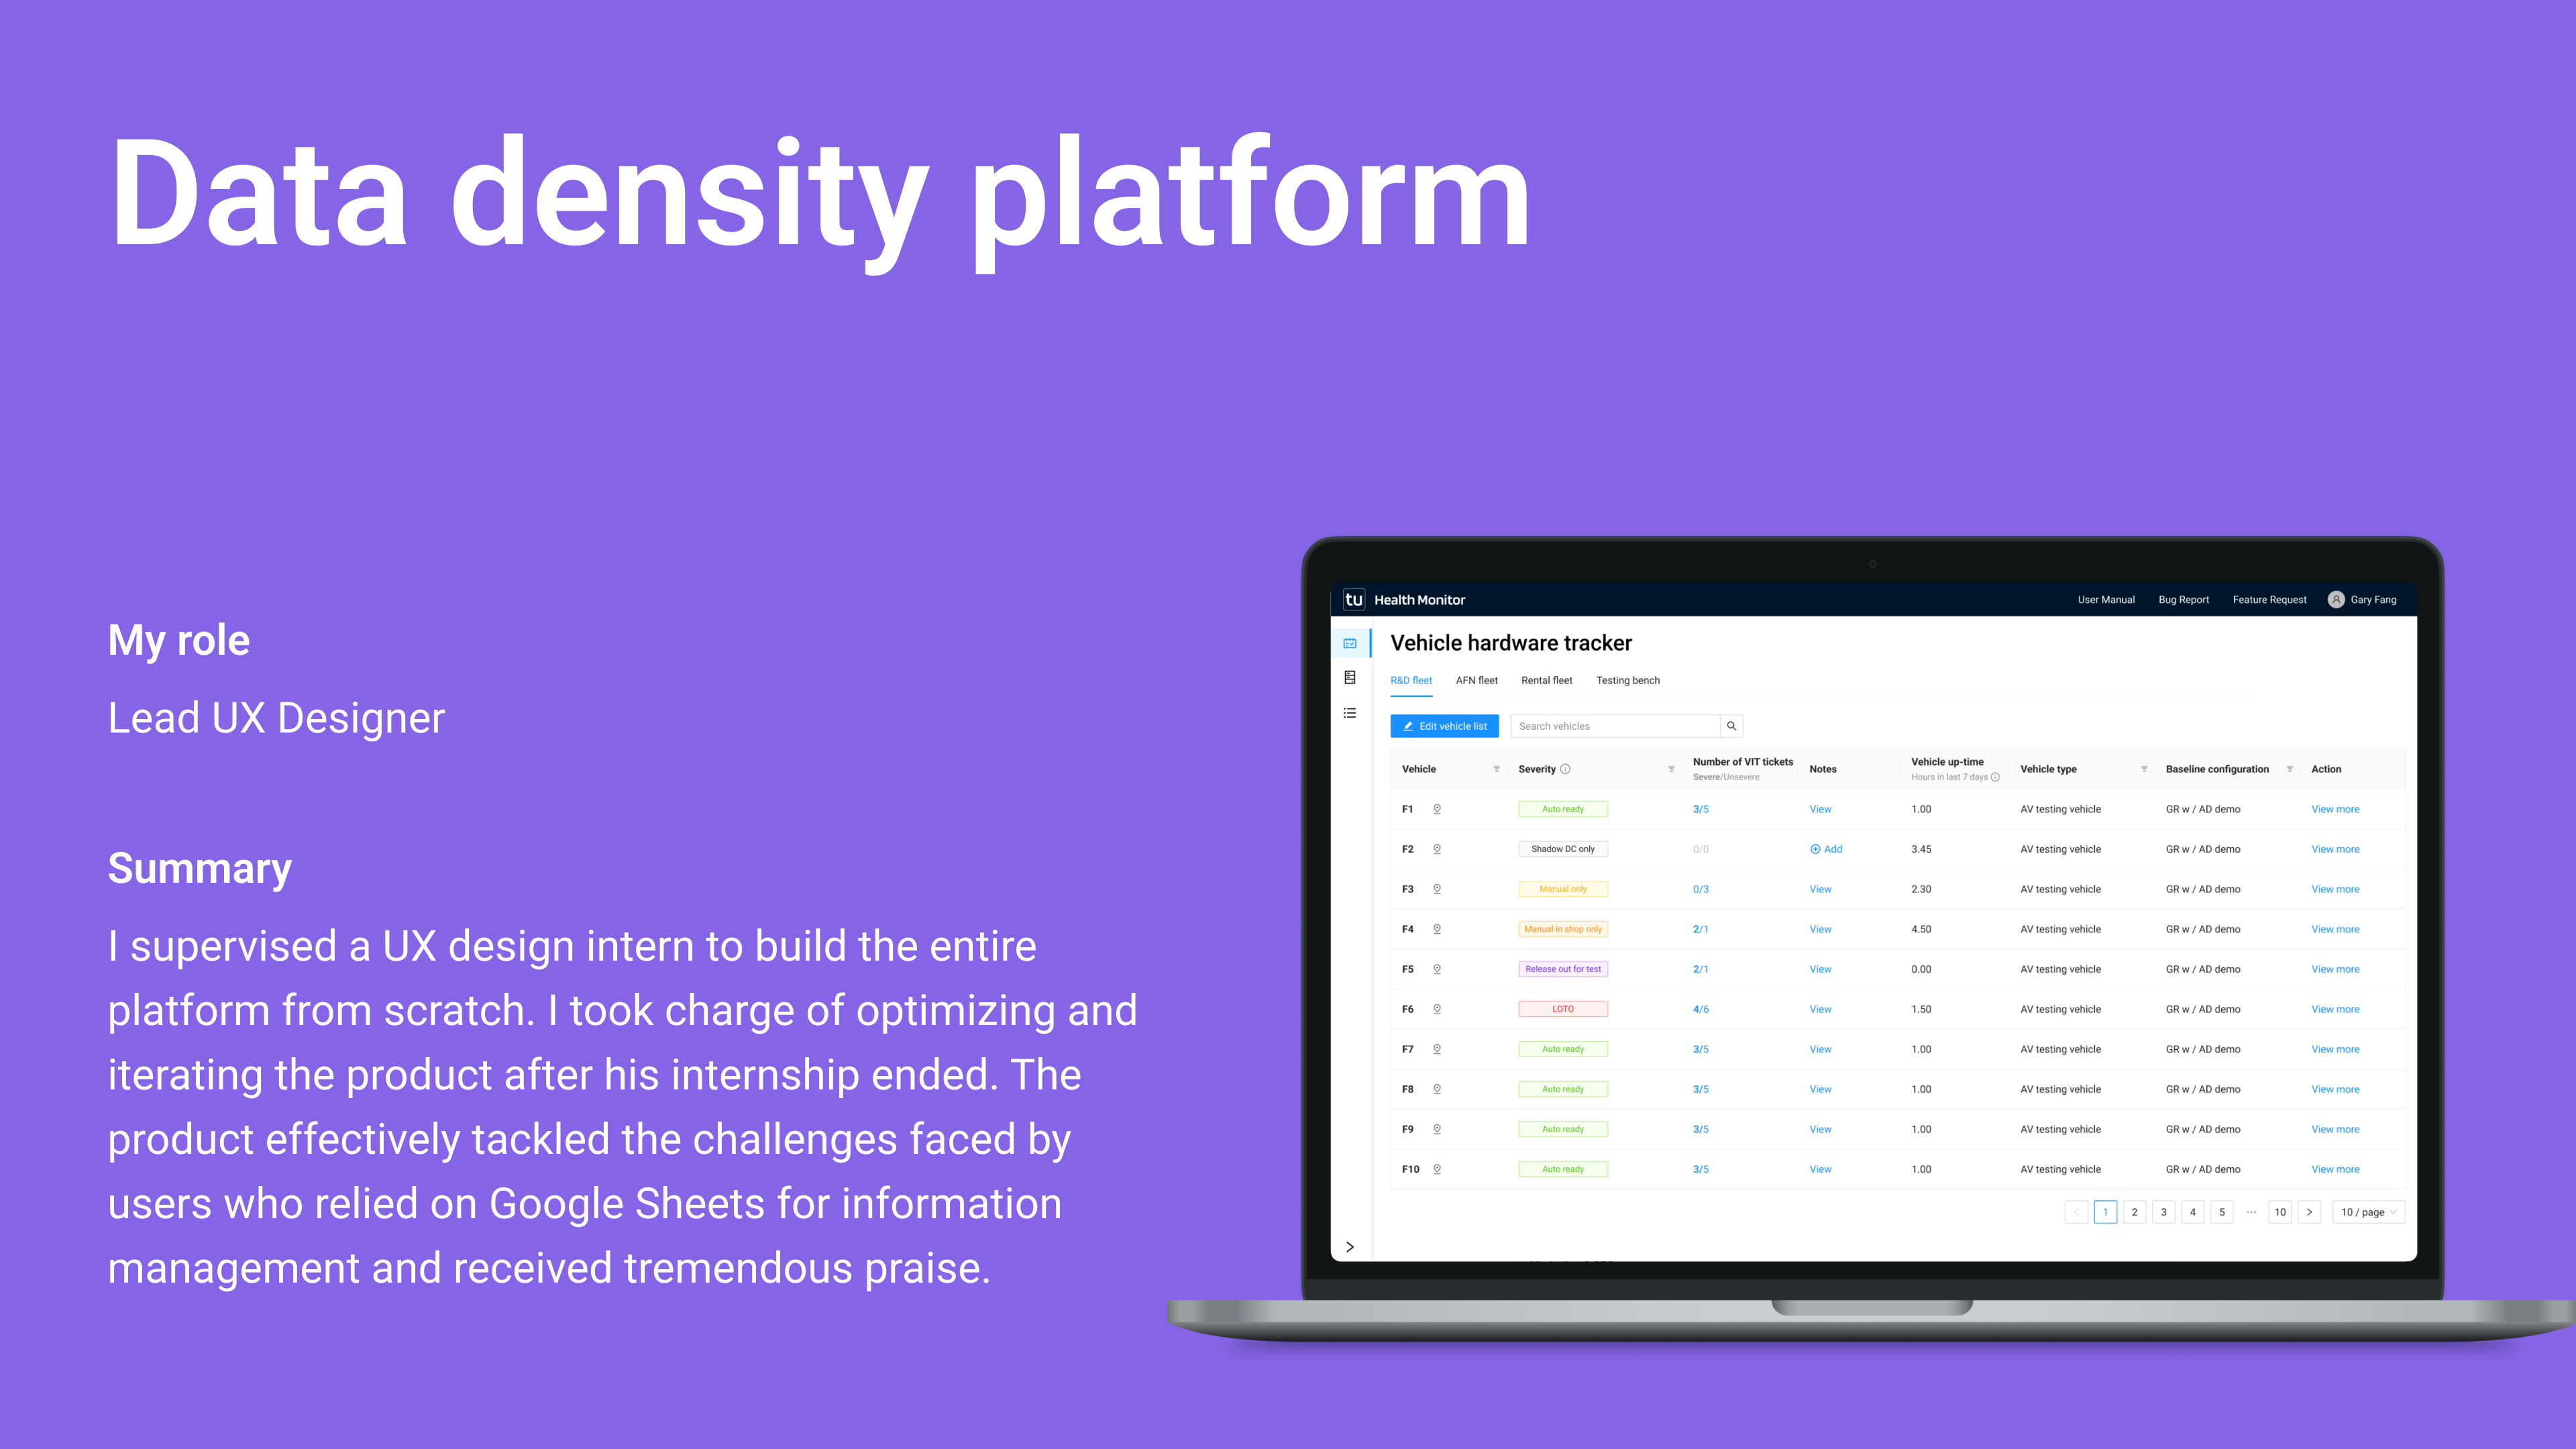 Data density platform
My role
Lead UX Designer
Summary
I supervised a UX design intern to build the entire
platform from scratch. I took charge of optimizing and
iterating the product after his internship ended. The
product effectively tackled the challenges faced by
users who relied on Google Sheets for information
management and received tremendous praise.
tu Health Monitor User Manual Bug Report Feature Request Gary Fang
Vehicle hardware tracker
R&D fleet AFN fleet Rental fleet Testing bench
Edit vehicle list Search vehicles
Vehicle Severity Number of VIT tickets Notes Vehicle up-time Vehicle type Baseline configuration Action
Severe/Unsevere Hours in last 7 days
F1 Auto ready 3/5 View 1.00 AV testing vehicle GR w / AD demo View more
F2 Shadow DC only 0/0 Add 3.45 AV testing vehicle GR w / AD demo View more
F3 Manual only 0/3 View 2.30 AV testing vehicle GR w / AD demo View more
F4 Manual in shop only 2/1 View 4.50 AV testing vehicle GR w / AD demo View more
F5 Release out for test 2/1 View 0.00 AV testing vehicle GR w / AD demo View more
F6 LOTO 4/6 View 1.50 AV testing vehicle GR w / AD demo View more
F7 Auto ready 3/5 View 1.00 AV testing vehicle GR w / AD demo View more
F8 Auto ready 3/5 View 1.00 AV testing vehicle GR w / AD demo View more
F9 Auto ready 3/5 View 1.00 AV testing vehicle GR w / AD demo View more
F10 Auto ready 3/5 View 1.00 AV testing vehicle GR w / AD demo View more
< 1 2 3 4 5 ••• 10 > 10 / page